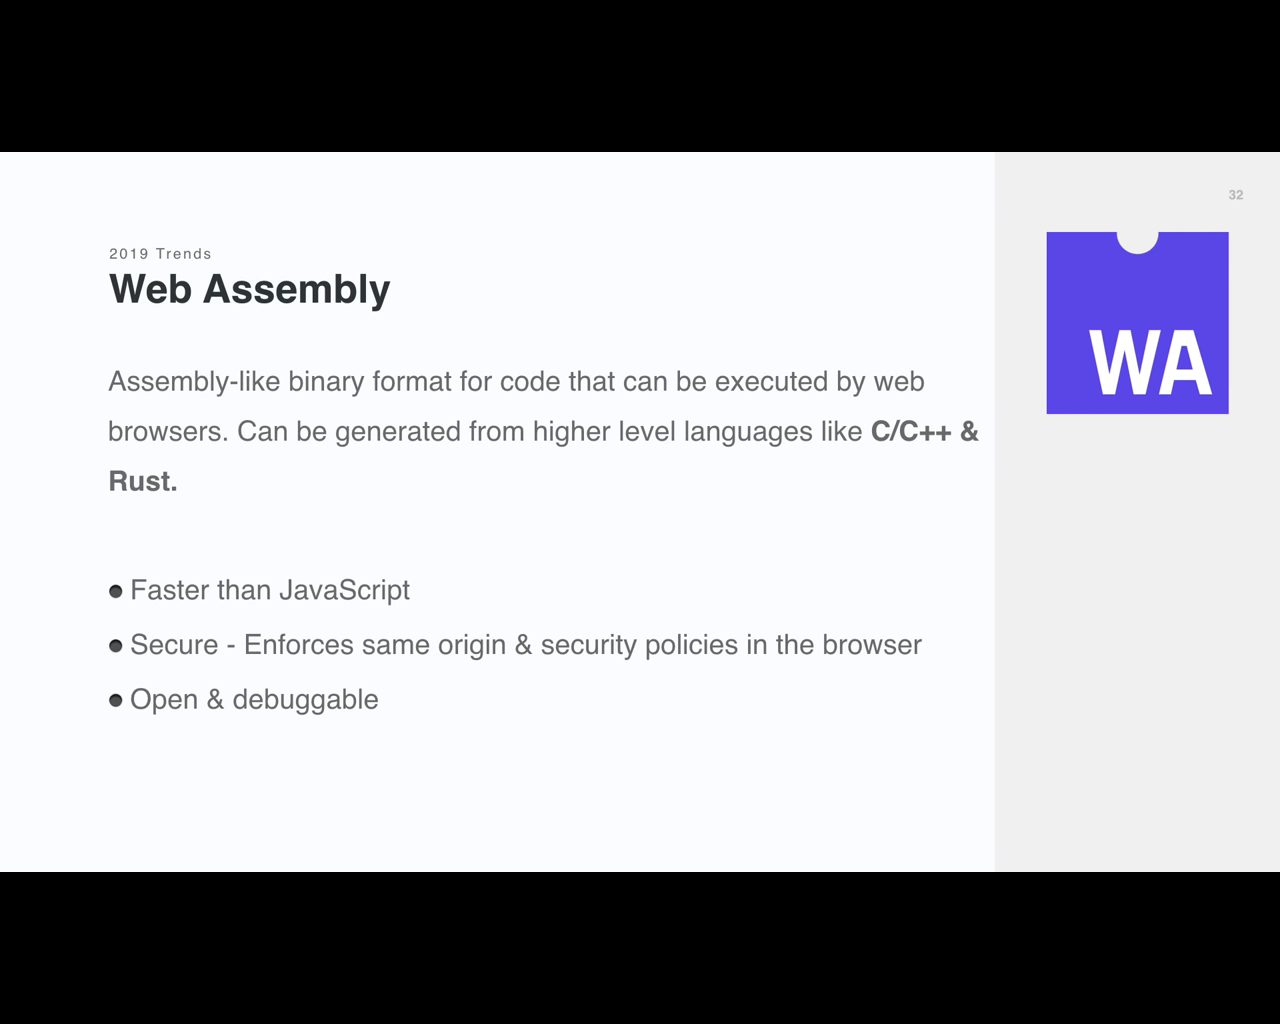 32
2019 Trends
Web Assembly
WA
Assembly-like binary format for code that can be executed by web
browsers. Can be generated from higher level languages like C/C++ &
Rust.
● Faster than JavaScript
● Secure - Enforces same origin & security policies in the browser
● Open & debuggable